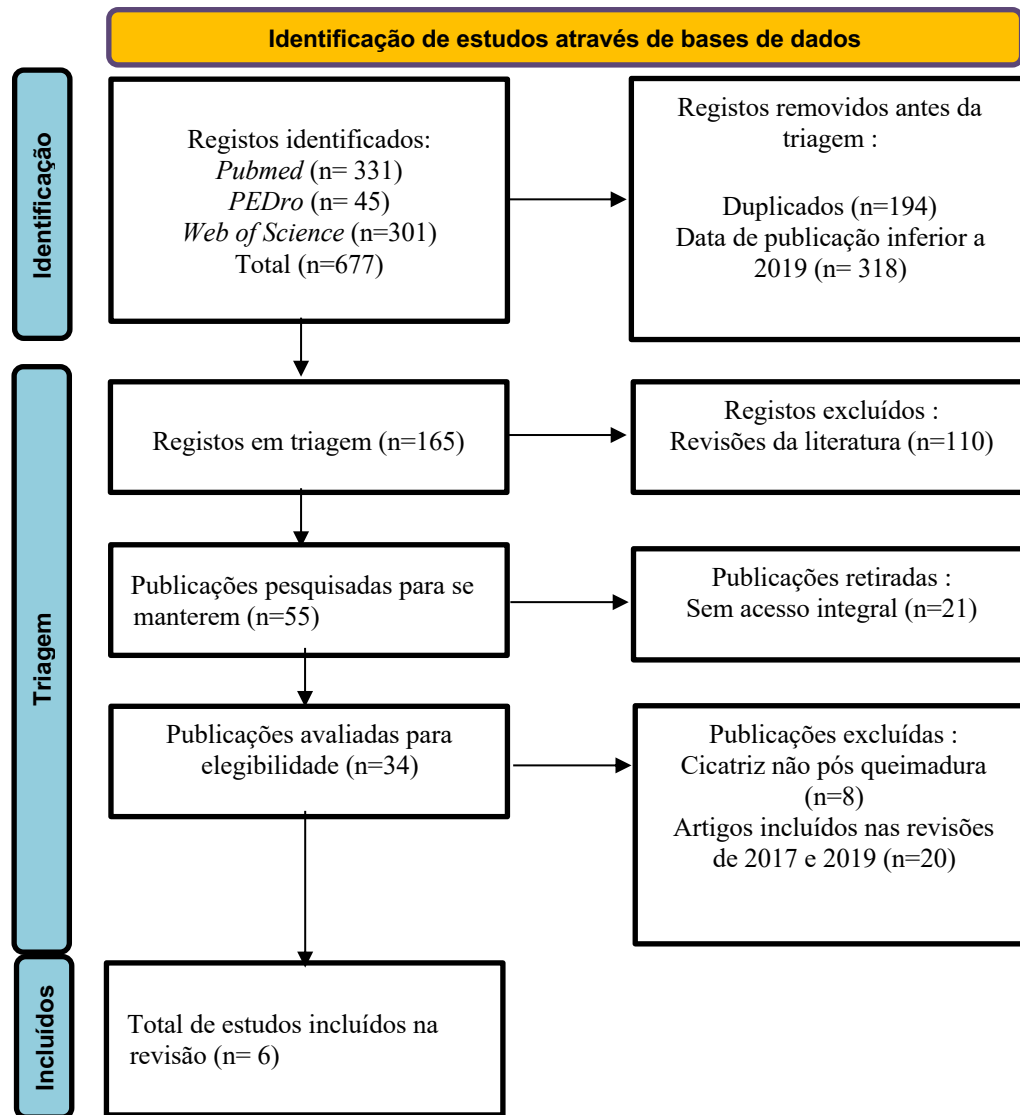 Identificação de estudos através de bases de dados
Identificação
Registos identificados:
Pubmed (n= 331)
PEDro (n= 45)
Web of Science (n=301)
Total (n=677)
Registos removidos antes da
triagem :
Duplicados (n=194)
Data de publicação inferior a
2019 (n= 318)
Triagem
Registos em triagem (n=165)
Registos excluídos :
Revisões da literatura (n=110)
Publicações pesquisadas para se
manterem (n=55)
Publicações retiradas :
Sem acesso integral (n=21)
Publicações avaliadas para
elegibilidade (n=34)
Publicações excluídas :
Cicatriz não pós queimadura
(n=8)
Artigos incluídos nas revisões
de 2017 e 2019 (n=20)
Incluídos
Total de estudos incluídos na
revisão (n= 6)